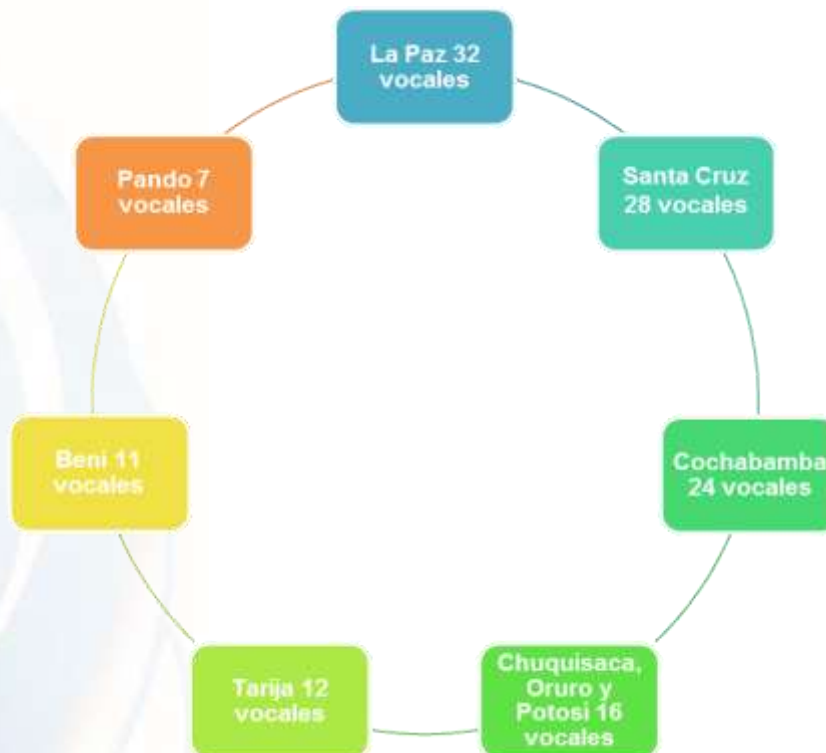 La Paz 32
vocales
Santa Cruz
28 vocales
Cochabamba
24 vocales
Chuquisaca,
Oruro y
Potosi 16
vocales
Tarija 12
vocales
Beni 11
vocales
Pando 7
vocales